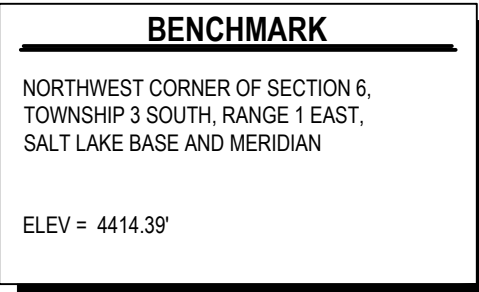 BENCHMARK
NORTHWEST CORNER OF SECTION 6,
TOWNSHIP 3 SOUTH, RANGE 1 EAST,
SALT LAKE BASE AND MERIDIAN
ELEV = 4414.39'